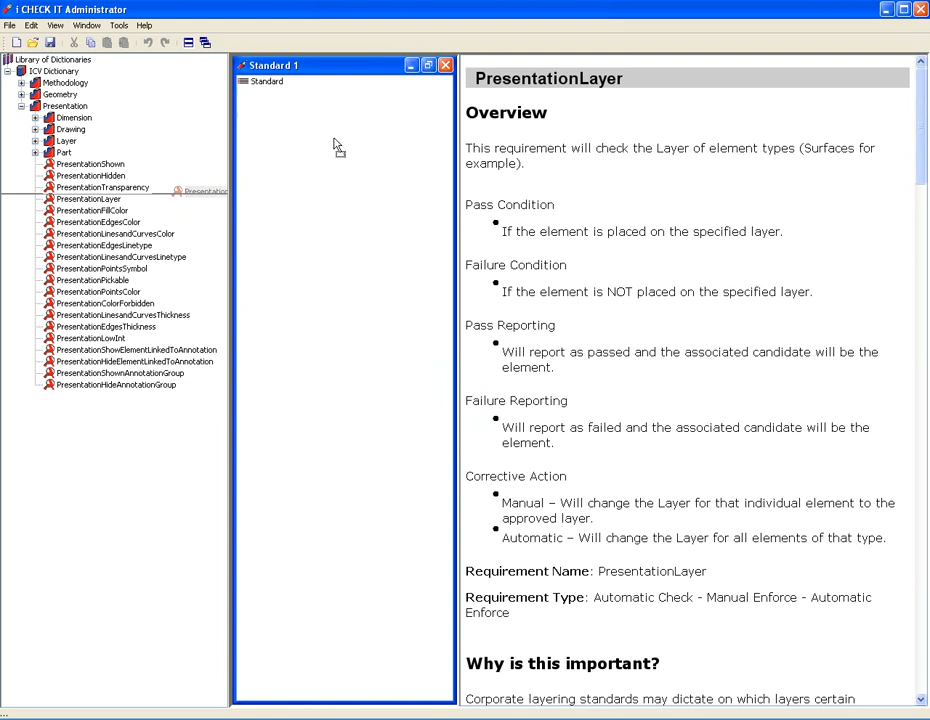 i CHECK IT Administrator
File Edit View Window Tools Help
Library of Dictionaries
ICV Dictionary
Methodology
Geometry
Presentation
Dimension
Drawing
Layer
Part
PresentationShown
PresentationHidden
PresentationTransparency
Presentation
PresentationLayer
PresentationFillColor
PresentationEdgesColor
PresentationLinesandCurvesColor
PresentationEdgesLinetype
PresentationLinesandCurvesLinetype
PresentationPointsSymbol
PresentationPickable
PresentationPointsColor
PresentationColorForbidden
PresentationLinesandCurvesThickness
PresentationEdgesThickness
PresentationLowInt
PresentationShowElementLinkedToAnnotation
PresentationHideElementLinkedToAnnotation
PresentationShownAnnotationGroup
PresentationHideAnnotationGroup
...
Standard 1
Standard
PresentationLayer
Overview
This requirement will check the Layer of element types (Surfaces for
example).
Pass Condition
• If the element is placed on the specified layer.
Failure Condition
• If the element is NOT placed on the specified layer.
Pass Reporting
• Will report as passed and the associated candidate will be the
element.
Failure Reporting
• Will report as failed and the associated candidate will be the
element.
Corrective Action
• Manual – Will change the Layer for that individual element to the
approved layer.
• Automatic – Will change the Layer for all elements of that type.
Requirement Name: PresentationLayer
Requirement Type: Automatic Check - Manual Enforce - Automatic
Enforce
Why is this important?
Corporate layering standards may dictate on which layers certain